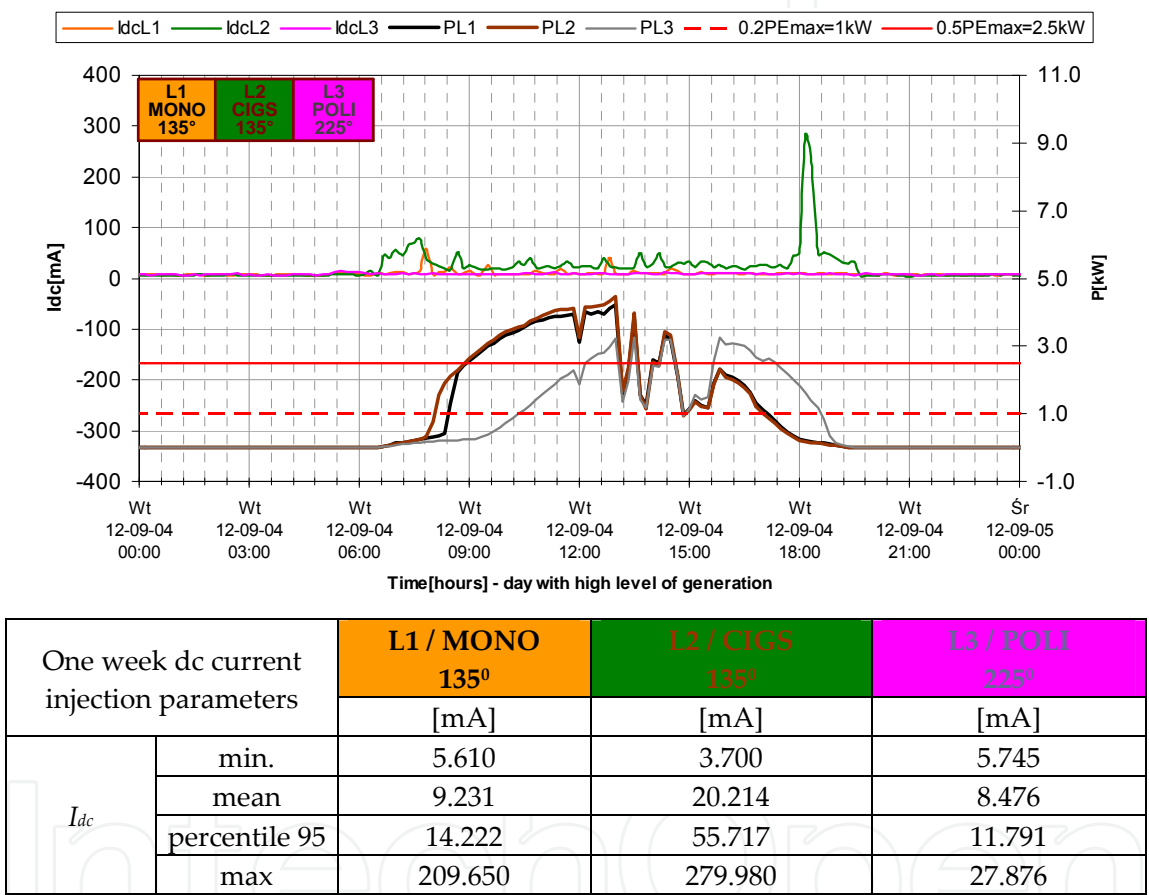 IdcL1 IdcL2 IdcL3 PL1 PL2 PL3 0.2PEmax=1kW 0.5PEmax=2.5kW
400
300
200
100
0
-100
-200
-300
-400
Idc[mA]
L1
MONO
135°
L2
CIGS
135°
L3
POLI
225°
11.0
9.0
7.0
5.0
3.0
1.0
-1.0
P[kW]
Wt Wt Wt Wt Wt Wt Wt Wt Śr
12-09-04 12-09-04 12-09-04 12-09-04 12-09-04 12-09-04 12-09-04 12-09-04 12-09-05
00:00 03:00 06:00 09:00 12:00 15:00 18:00 21:00 00:00
Time[hours] - day with high level of generation
One week dc current
injection parameters
L1 / MONO
135⁰
L2 / CIGS
135⁰
L3 / POLI
225⁰
[mA] [mA] [mA]
Idc
min. 5.610 3.700 5.745
mean 9.231 20.214 8.476
percentile 95 14.222 55.717 11.791
max 209.650 279.980 27.876
IntechOpen